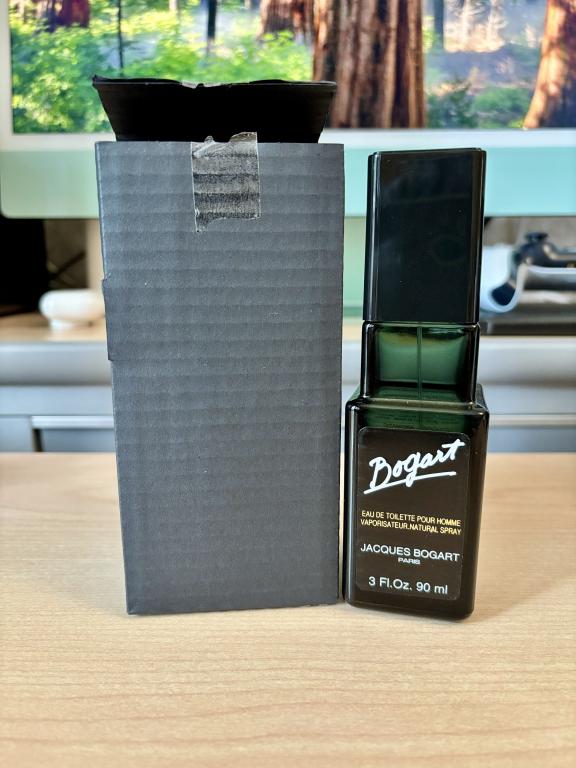 Bogart
EAU DE TOILETTE POUR HOMME
VAPORISATEUR.NATURAL SPRAY
JACQUES BOGART
PARIS
3 Fl.Oz. 90 ml